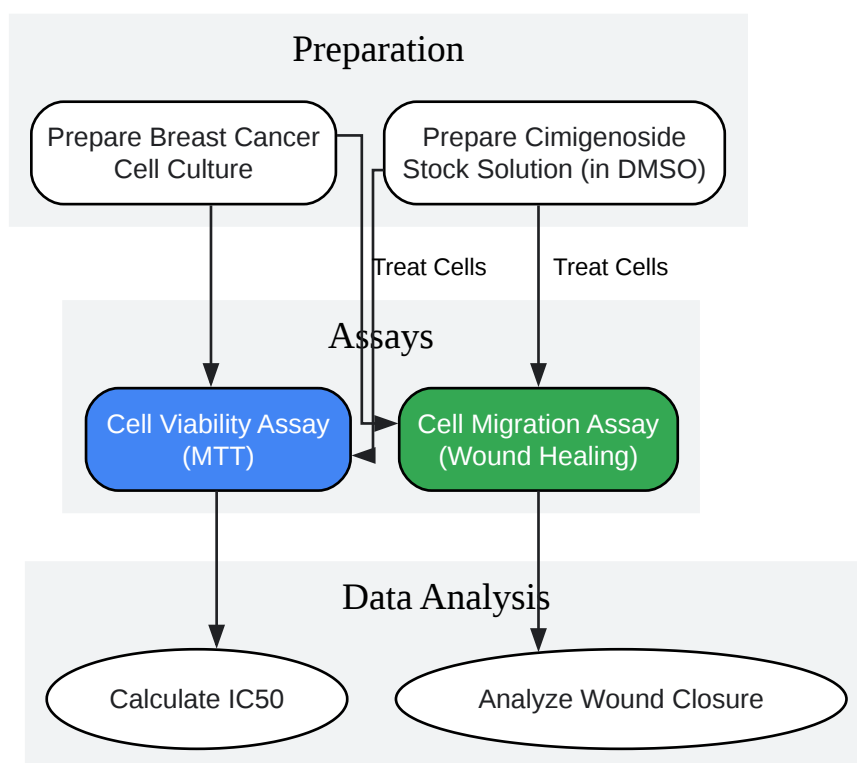 Preparation
Prepare Breast Cancer
Cell Culture
Prepare Cimigenoside
Stock Solution (in DMSO)
Treat Cells
Treat Cells
Assays
Cell Viability Assay
(MTT)
Cell Migration Assay
(Wound Healing)
Data Analysis
Calculate IC50
Analyze Wound Closure